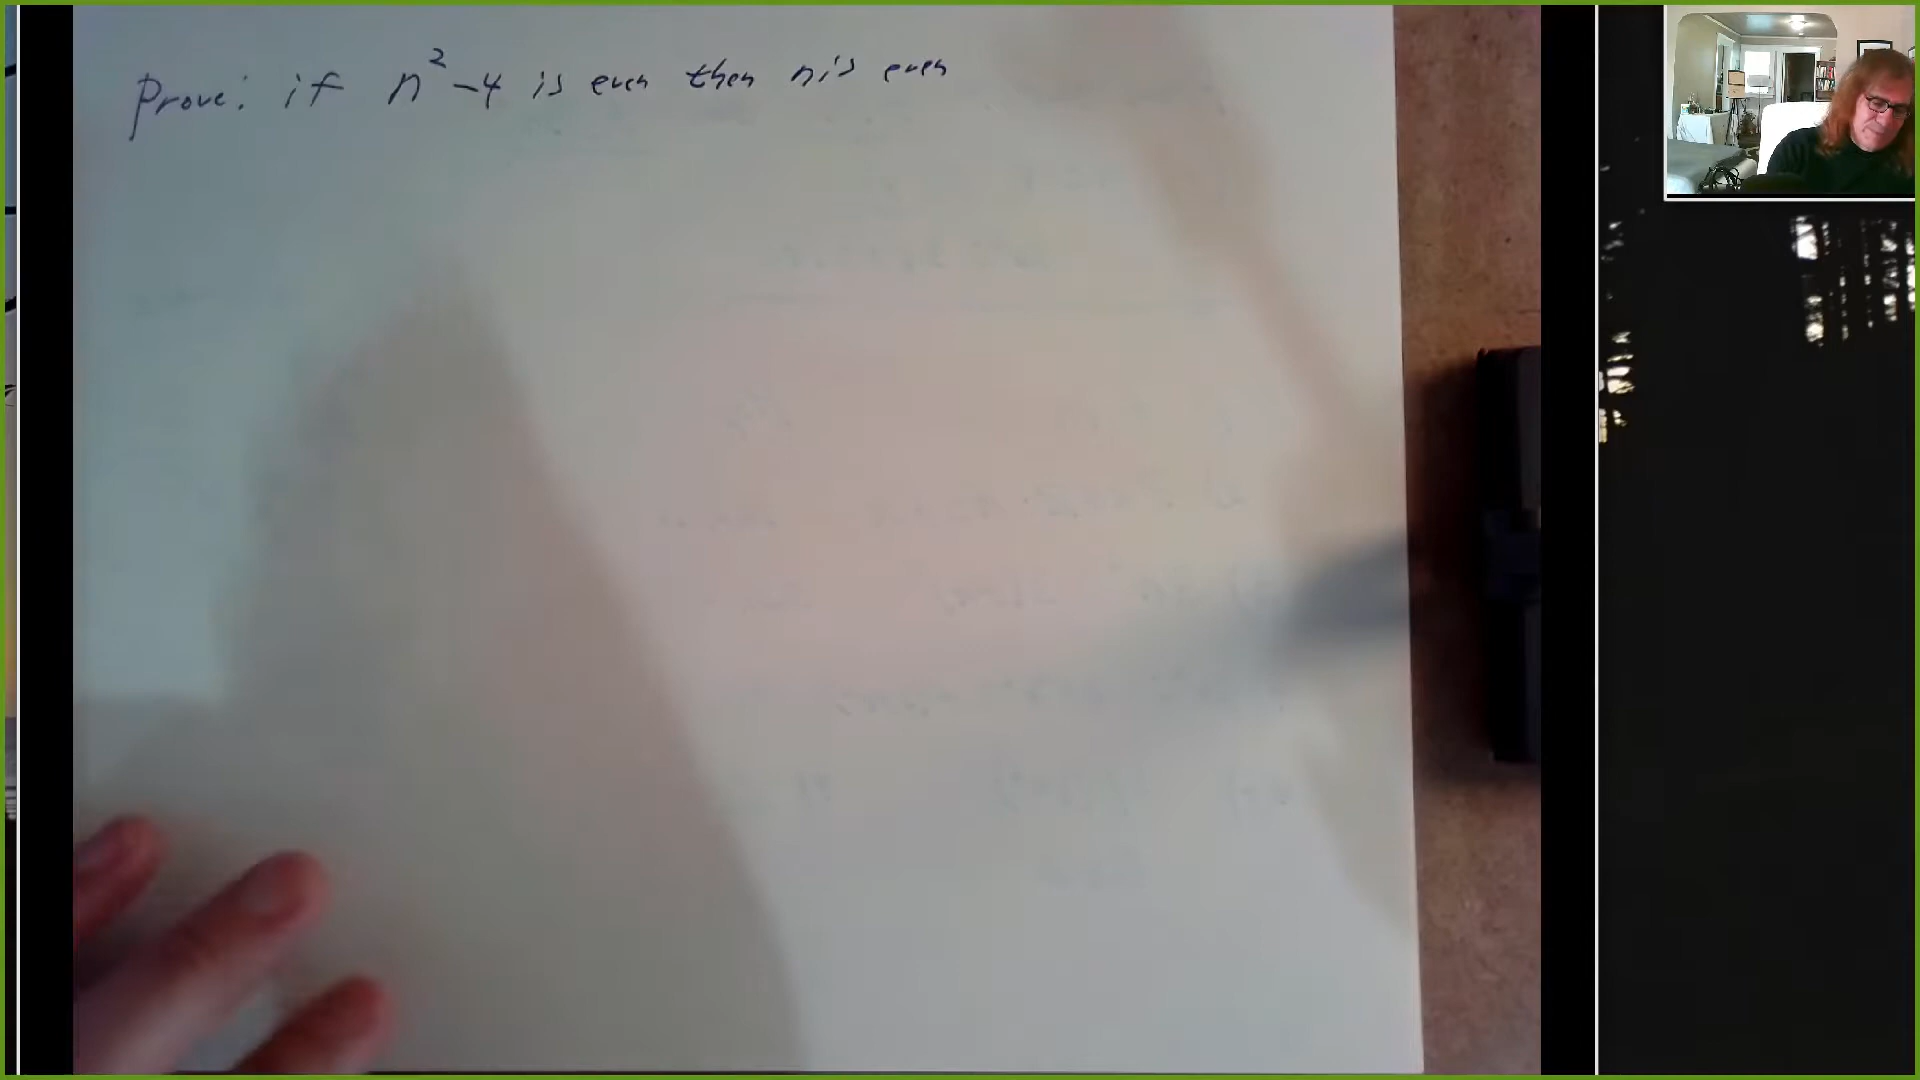 Prove: if n² - 4 is even then n is even